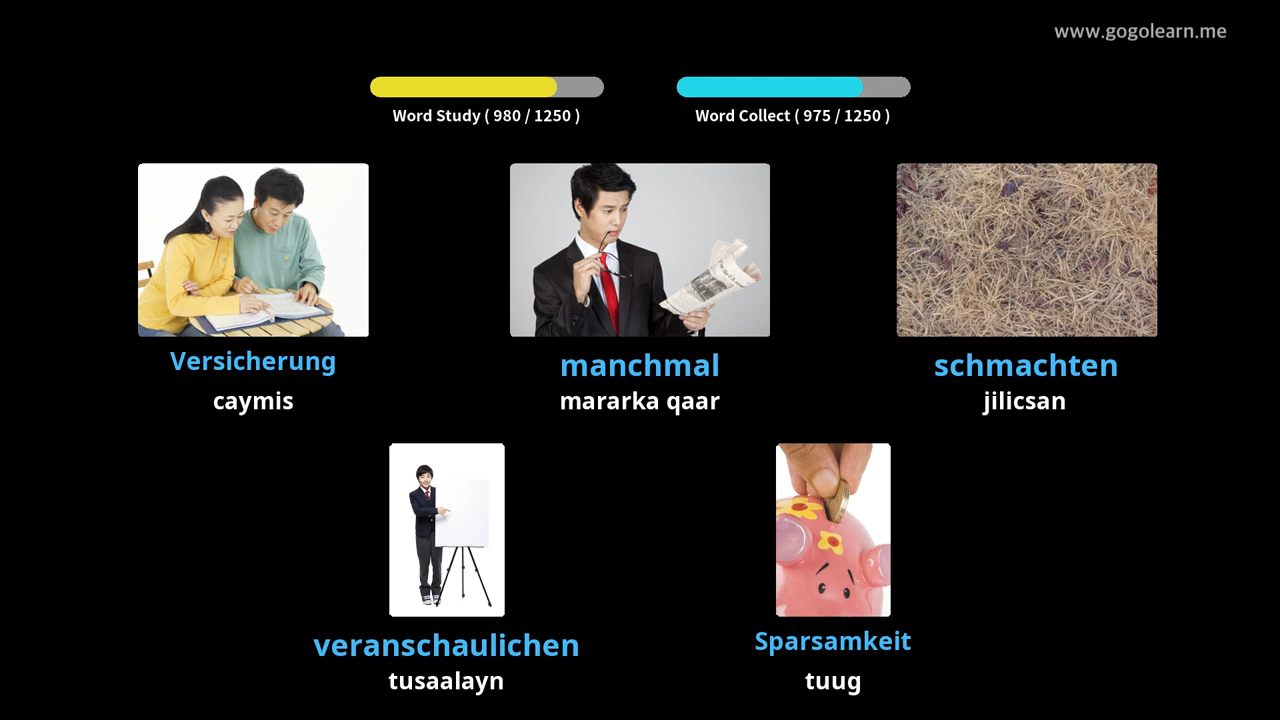 www.gogolearn.me
Word Study ( 980 / 1250 )
Word Collect ( 975 / 1250 )
Versicherung
caymis
manchmal
mararka qaar
schmachten
jilicsan
veranschaulichen
tusaalayn
Sparsamkeit
tuug